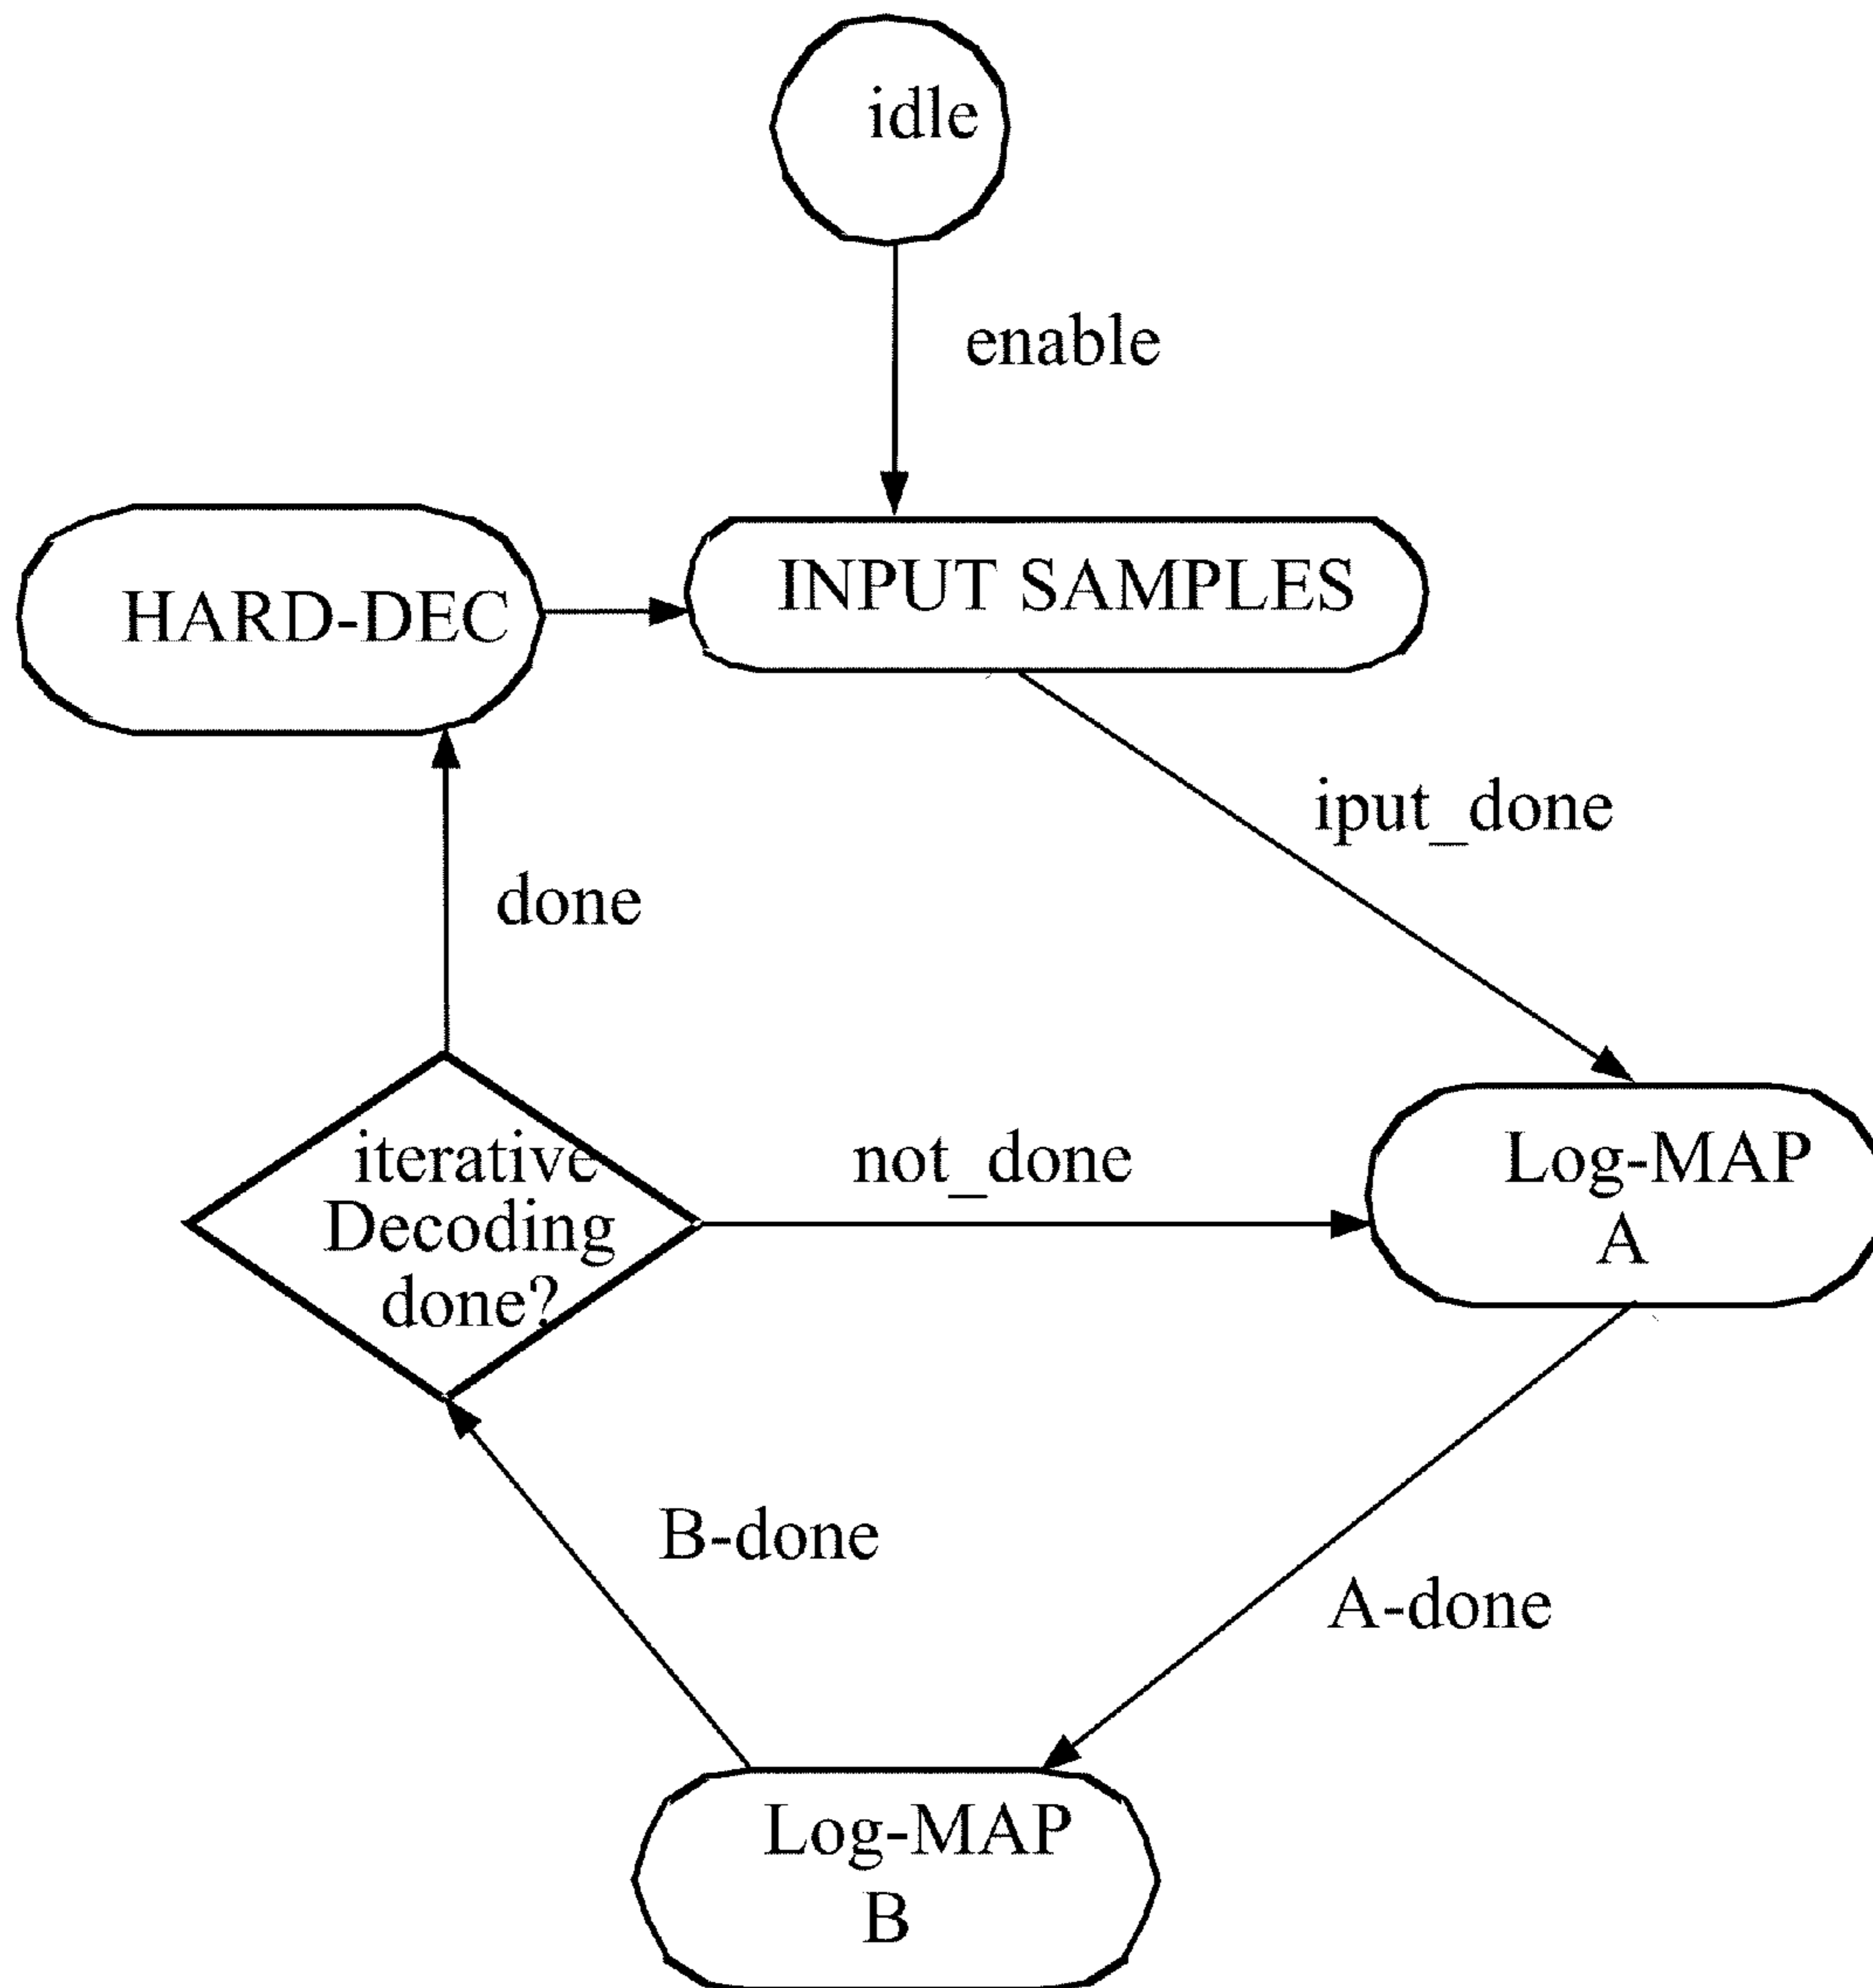 idle
enable
HARD-DEC
INPUT SAMPLES
iput_done
done
iterative
Decoding
done?
not_done
Log-MAP
A
B-done
A-done
Log-MAP
B